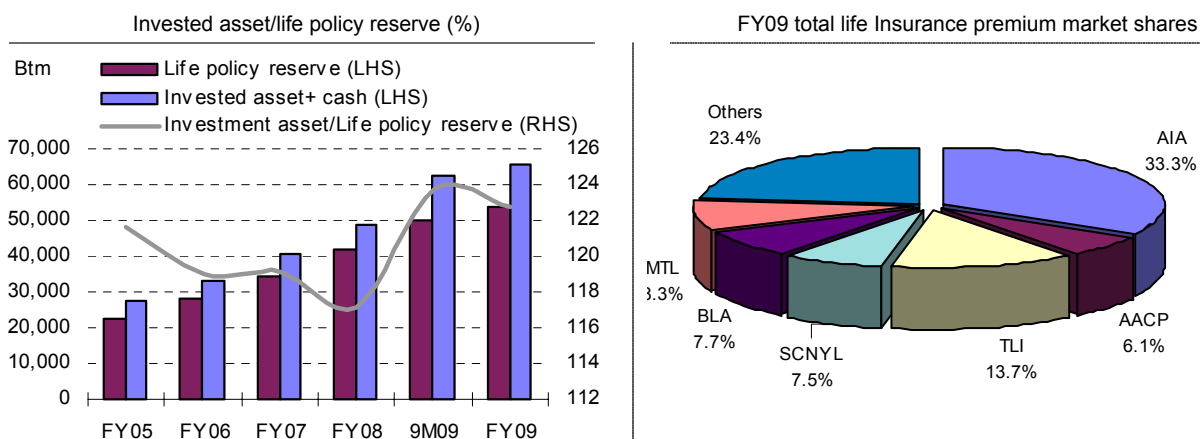 Invested asset/life policy reserve (%)
Btm
Life policy reserve (LHS)
Invested asset+ cash (LHS)
Investment asset/Life policy reserve (RHS)
70,000
60,000
50,000
40,000
30,000
20,000
10,000
0
126
124
122
120
118
116
114
112
FY05 FY06 FY07 FY08 9M09 FY09
FY09 total life Insurance premium market shares
Others
23.4%
AIA
33.3%
MTL
3.3%
BLA
7.7%
SCNYL
7.5%
TLI
13.7%
AACP
6.1%